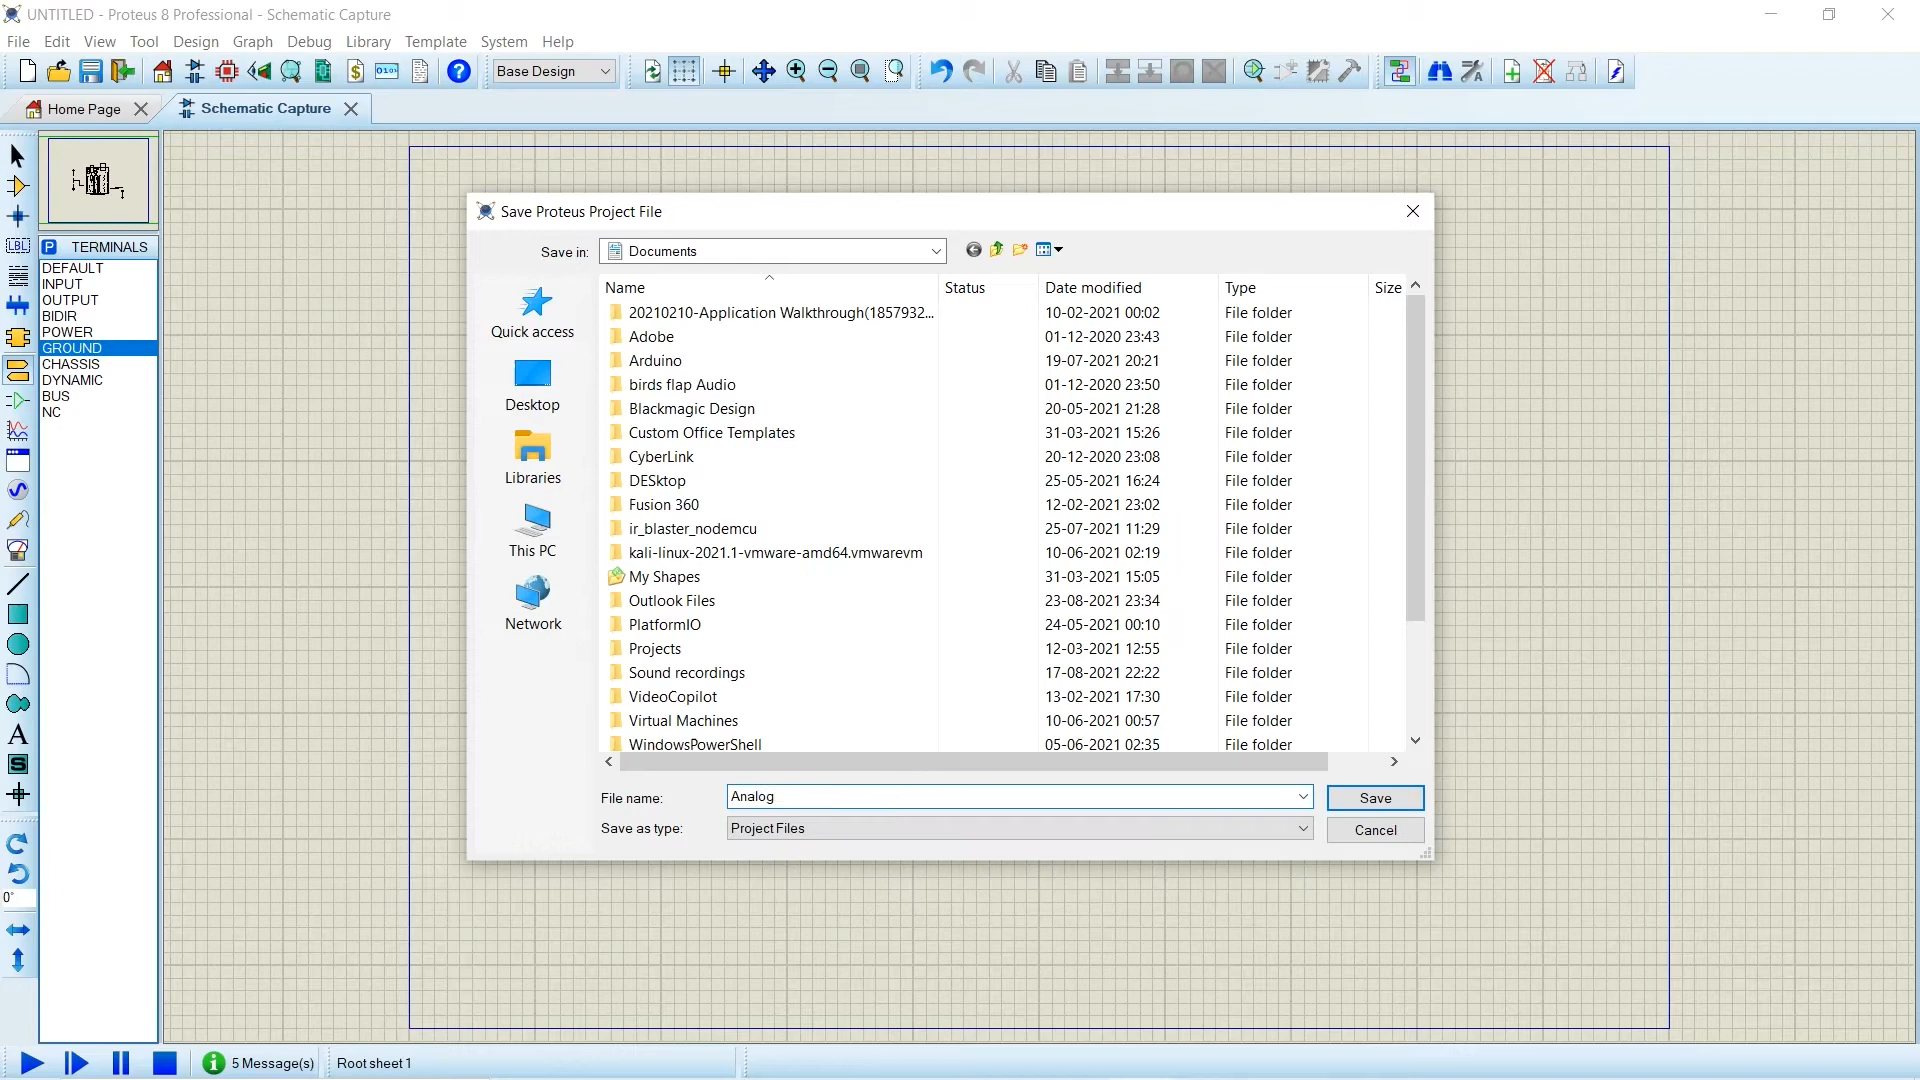 UNTITLED - Proteus 8 Professional - Schematic Capture
File Edit View Tool Design Graph Debug Library Template System Help
Base Design
Home Page
Schematic Capture
LBL
P TERMINALS
DEFAULT
INPUT
OUTPUT
BIDIR
POWER
GROUND
CHASSIS
DYNAMIC
BUS
NC
A
S
0°
Save Proteus Project File
Save in: Documents
Quick access
Desktop
Libraries
This PC
Network
Name Status Date modified Type Size
20210210-Application Walkthrough(1857932... 10-02-2021 00:02 File folder
Adobe 01-12-2020 23:43 File folder
Arduino 19-07-2021 20:21 File folder
birds flap Audio 01-12-2020 23:50 File folder
Blackmagic Design 20-05-2021 21:28 File folder
Custom Office Templates 31-03-2021 15:26 File folder
CyberLink 20-12-2020 23:08 File folder
DESktop 25-05-2021 16:24 File folder
Fusion 360 12-02-2021 23:02 File folder
ir_blaster_nodemcu 25-07-2021 11:29 File folder
kali-linux-2021.1-vmware-amd64.vmwarevm 10-06-2021 02:19 File folder
My Shapes 31-03-2021 15:05 File folder
Outlook Files 23-08-2021 23:34 File folder
PlatformIO 24-05-2021 00:10 File folder
Projects 12-03-2021 12:55 File folder
Sound recordings 17-08-2021 22:22 File folder
VideoCopilot 13-02-2021 17:30 File folder
Virtual Machines 10-06-2021 00:57 File folder
WindowsPowerShell 05-06-2021 02:35 File folder
File name: Analog Save
Save as type: Project Files Cancel
5 Message(s) Root sheet 1